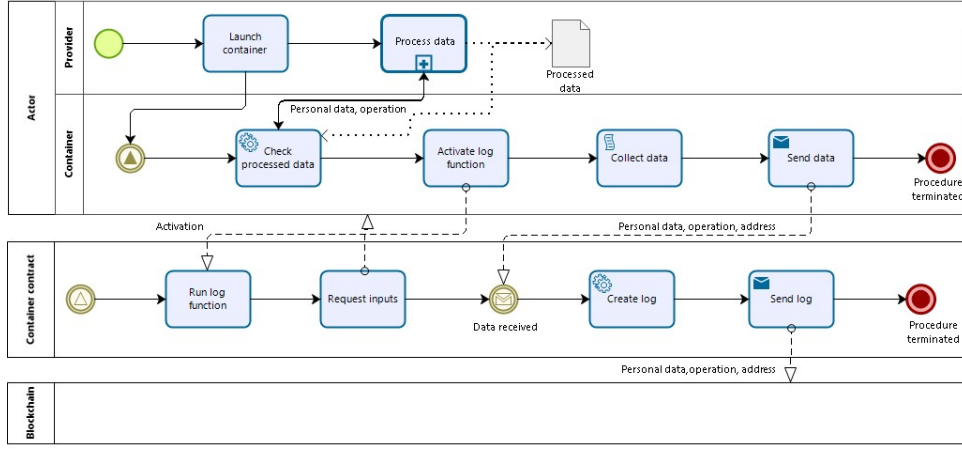 Actor
Provider
Launch
container
Process data
Processed
data
Personal data, operation
Container
Check
processed data
Activate log
function
Collect data
Send data
Procedure
terminated
Activation
Personal data, operation, address
Container contract
Run log
function
Request inputs
Data received
Create log
Send log
Procedure
terminated
Personal data,operation, address
Blockchain